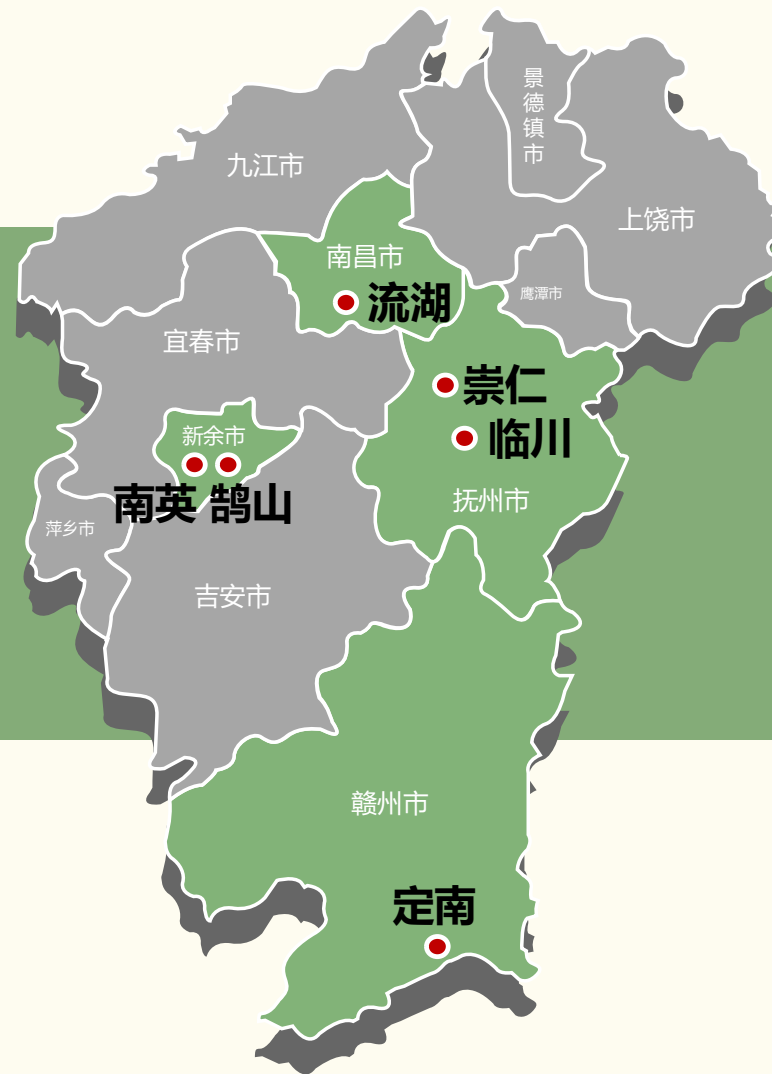 景德镇市
九江市
上饶市
南昌市
鹰潭市
流湖
宜春市
崇仁
新余市
临川
南英 鹄山
抚州市
萍乡市
吉安市
赣州市
定南